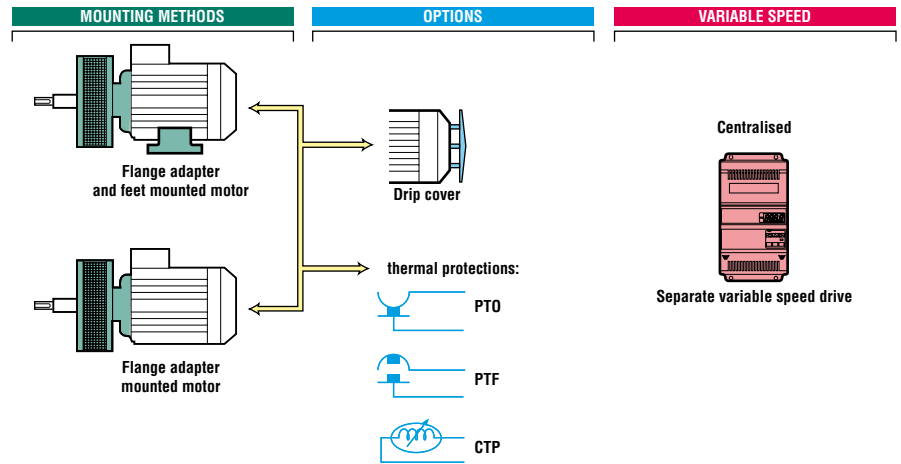 MOUNTING METHODS
OPTIONS
VARIABLE SPEED
Flange adapter
and feet mounted motor
Flange adapter
mounted motor
Drip cover
thermal protections:
PTO
PTF
CTP
Centralised
Separate variable speed drive